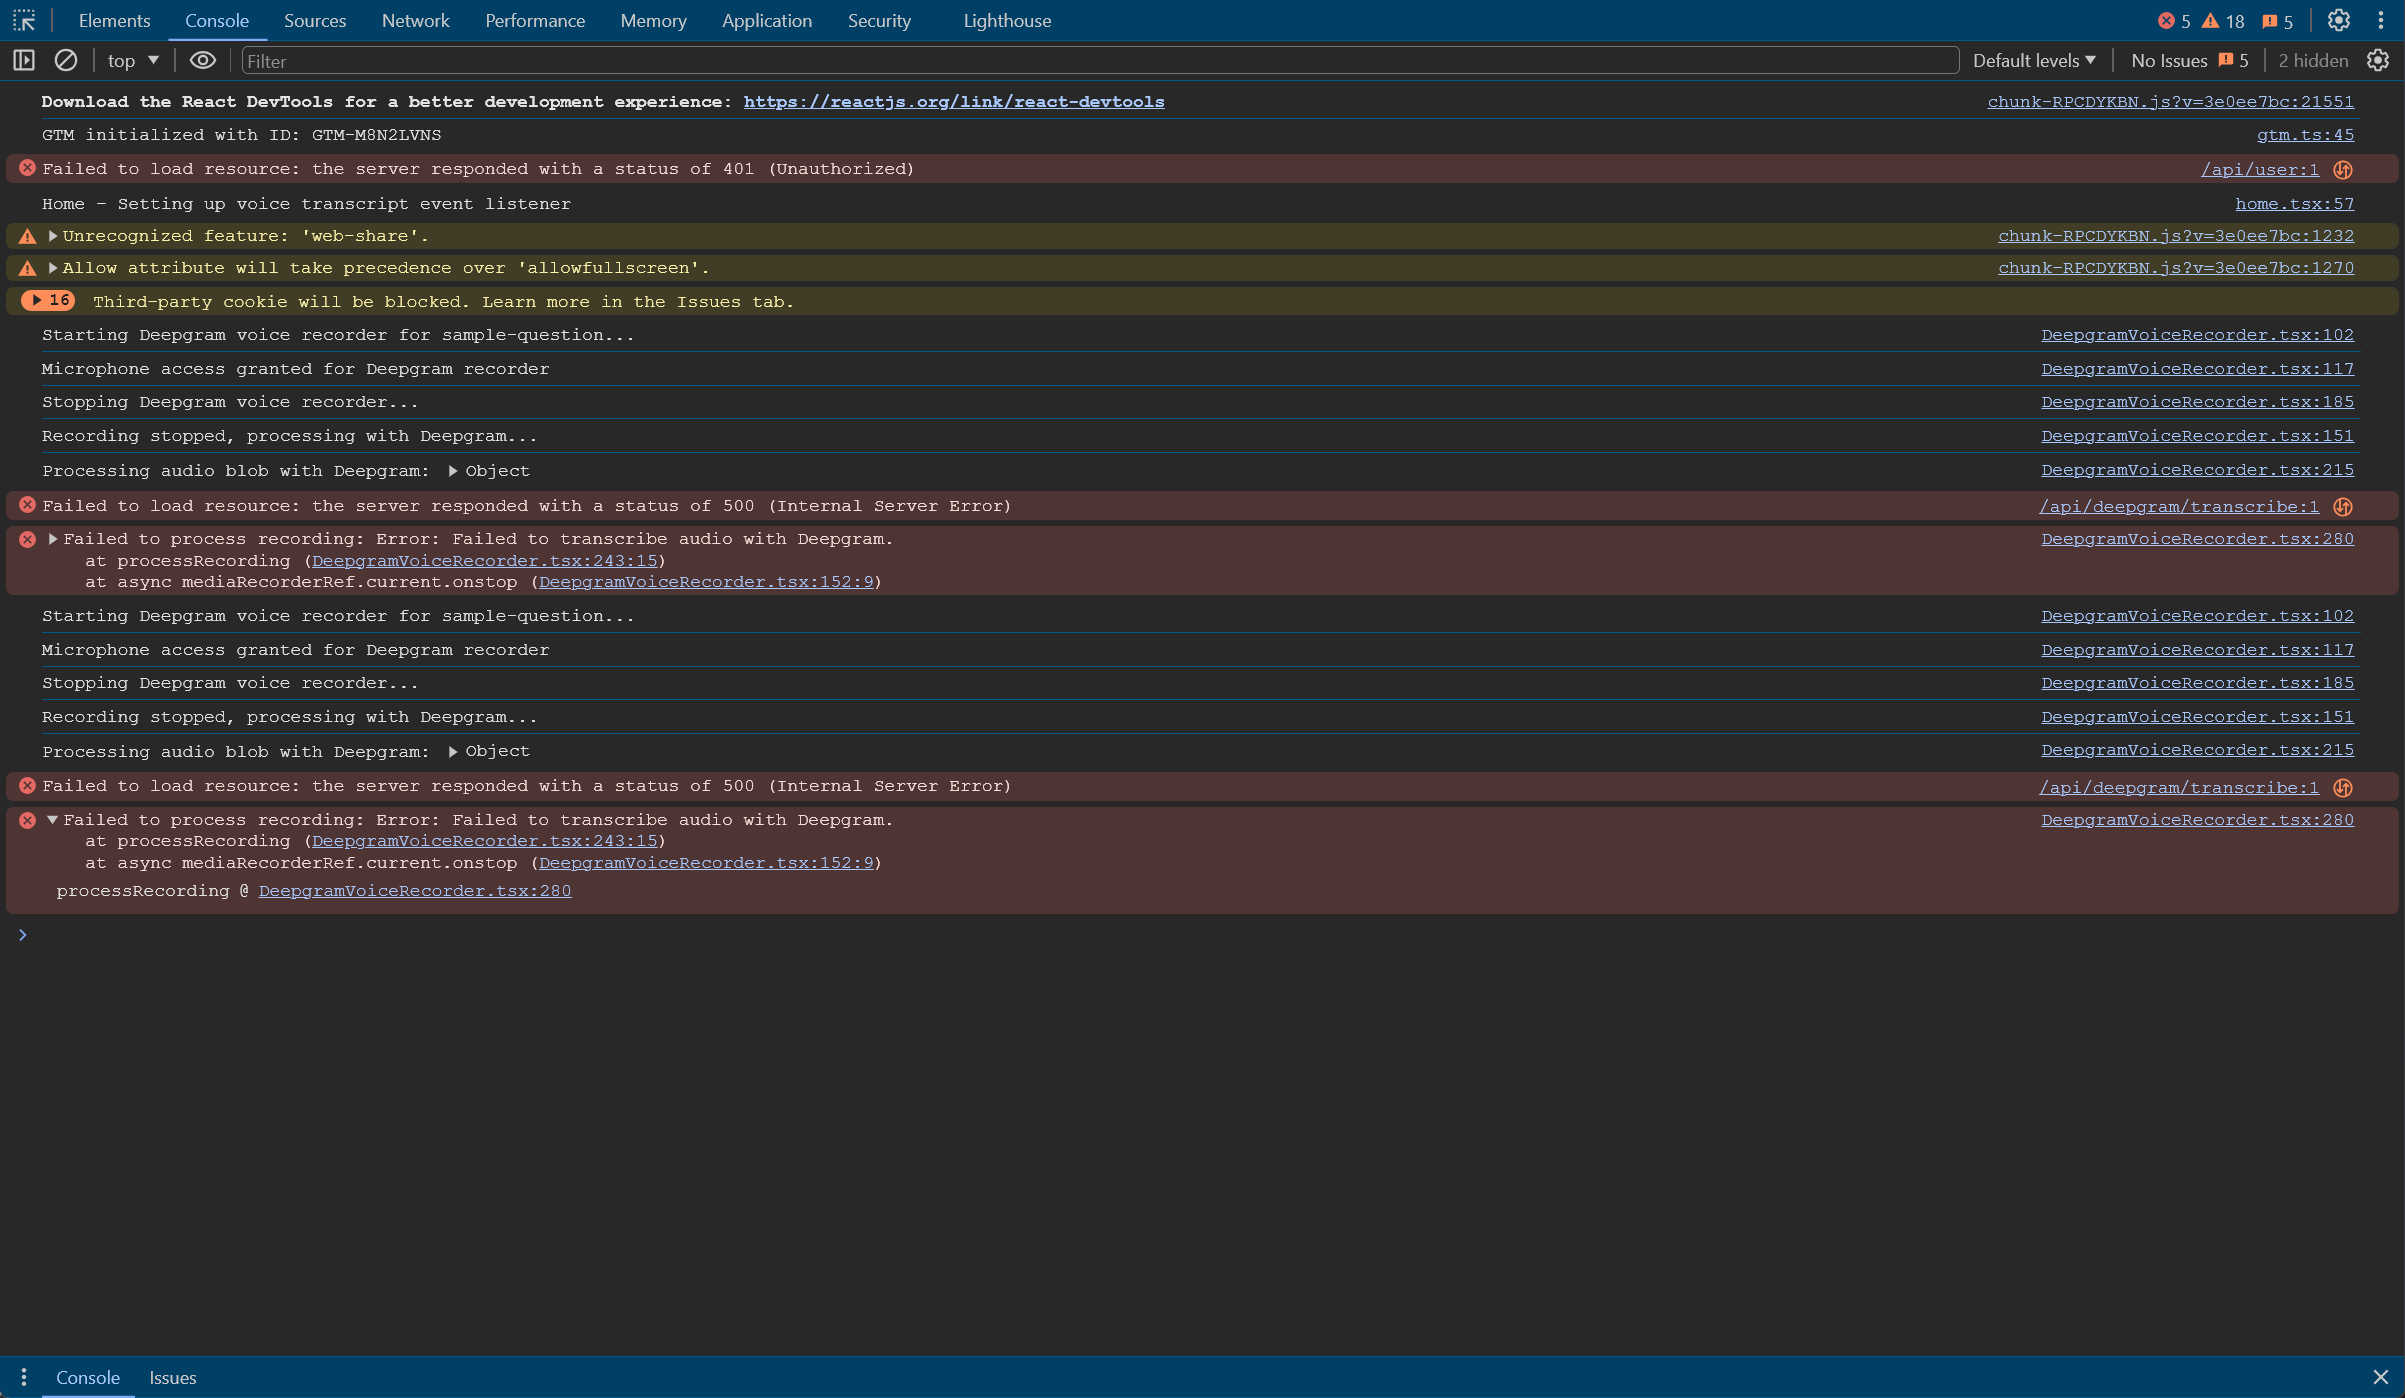 Elements Console Sources Network Performance Memory Application Security Lighthouse 5 18 5
top Filter Default levels No Issues 5 2 hidden
Download the React DevTools for a better development experience: https://reactjs.org/link/react-devtools chunk-RPCDYKBN.js?v=3e0ee7bc:21551
GTM initialized with ID: GTM-M8N2LVNS gtm.ts:45
Failed to load resource: the server responded with a status of 401 (Unauthorized) /api/user:1
Home - Setting up voice transcript event listener home.tsx:57
Unrecognized feature: 'web-share'. chunk-RPCDYKBN.js?v=3e0ee7bc:1232
Allow attribute will take precedence over 'allowfullscreen'. chunk-RPCDYKBN.js?v=3e0ee7bc:1270
16 Third-party cookie will be blocked. Learn more in the Issues tab.
Starting Deepgram voice recorder for sample-question... DeepgramVoiceRecorder.tsx:102
Microphone access granted for Deepgram recorder DeepgramVoiceRecorder.tsx:117
Stopping Deepgram voice recorder... DeepgramVoiceRecorder.tsx:185
Recording stopped, processing with Deepgram... DeepgramVoiceRecorder.tsx:151
Processing audio blob with Deepgram: Object DeepgramVoiceRecorder.tsx:215
Failed to load resource: the server responded with a status of 500 (Internal Server Error) /api/deepgram/transcribe:1
Failed to process recording: Error: Failed to transcribe audio with Deepgram. DeepgramVoiceRecorder.tsx:280
at processRecording (DeepgramVoiceRecorder.tsx:243:15)
at async mediaRecorderRef.current.onstop (DeepgramVoiceRecorder.tsx:152:9)
Starting Deepgram voice recorder for sample-question... DeepgramVoiceRecorder.tsx:102
Microphone access granted for Deepgram recorder DeepgramVoiceRecorder.tsx:117
Stopping Deepgram voice recorder... DeepgramVoiceRecorder.tsx:185
Recording stopped, processing with Deepgram... DeepgramVoiceRecorder.tsx:151
Processing audio blob with Deepgram: Object DeepgramVoiceRecorder.tsx:215
Failed to load resource: the server responded with a status of 500 (Internal Server Error) /api/deepgram/transcribe:1
Failed to process recording: Error: Failed to transcribe audio with Deepgram. DeepgramVoiceRecorder.tsx:280
at processRecording (DeepgramVoiceRecorder.tsx:243:15)
at async mediaRecorderRef.current.onstop (DeepgramVoiceRecorder.tsx:152:9)
processRecording @ DeepgramVoiceRecorder.tsx:280
Console Issues